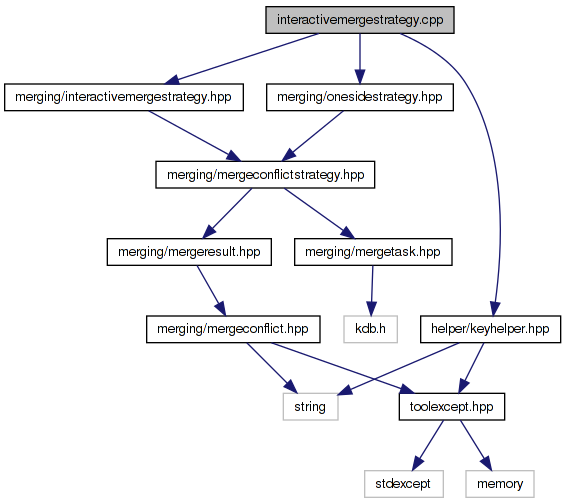 interactivemergestrategy.cpp
merging/interactivemergestrategy.hpp
merging/onesidestrategy.hpp
merging/mergeconflictstrategy.hpp
merging/mergeresult.hpp
merging/mergetask.hpp
merging/mergeconflict.hpp
kdb.h
helper/keyhelper.hpp
string
toolexcept.hpp
stdexcept
memory